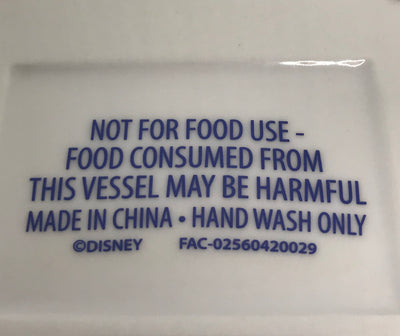 NOT FOR FOOD USE -
FOOD CONSUMED FROM
THIS VESSEL MAY BE HARMFUL
MADE IN CHINA • HAND WASH ONLY
©DISNEY FAC-02560420029